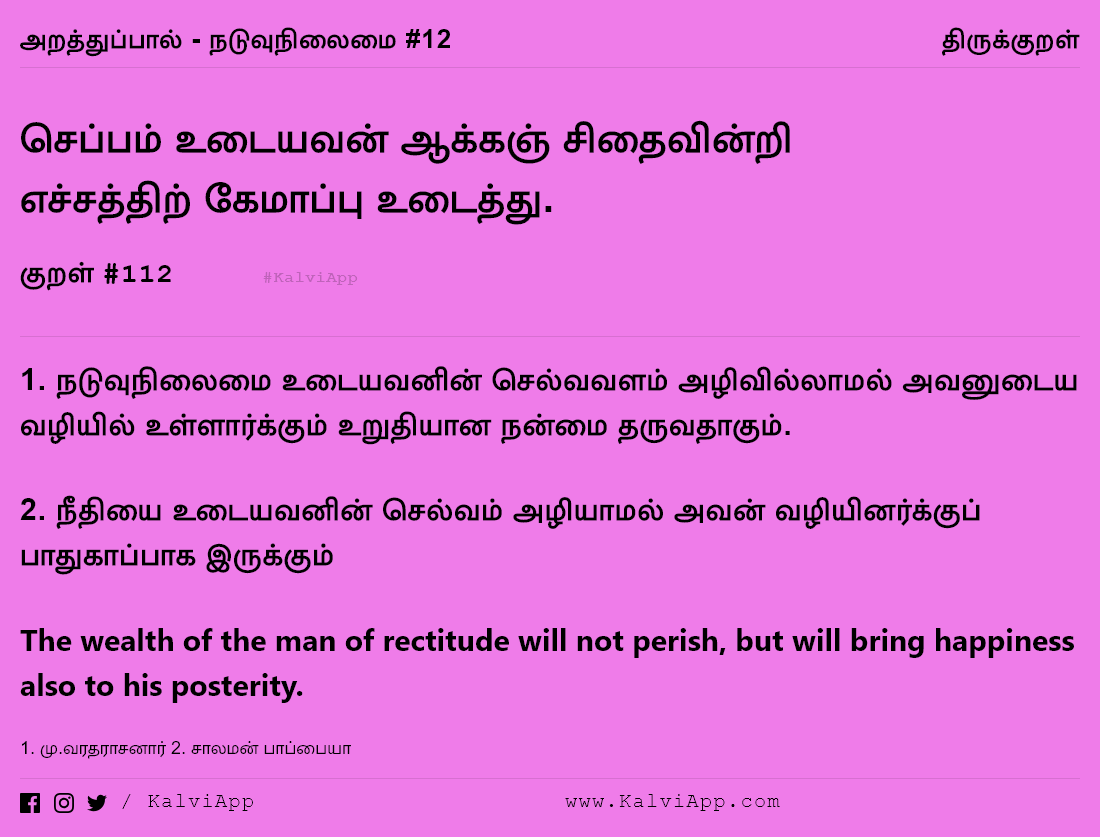 அறத்துப்பால் - நடுவுநிலைமை #12 திருக்குறள்
செப்பம் உடையவன் ஆக்கஞ் சிதைவின்றி
எச்சத்திற் கேமாப்பு உடைத்து.
குறள் #112 #KalviApp
1. நடுவுநிலைமை உடையவனின் செல்வவளம் அழிவில்லாமல் அவனுடைய
வழியில் உள்ளார்க்கும் உறுதியான நன்மை தருவதாகும்.
2. நீதியை உடையவனின் செல்வம் அழியாமல் அவன் வழியினர்க்குப்
பாதுகாப்பாக இருக்கும்
The wealth of the man of rectitude will not perish, but will bring happiness
also to his posterity.
1. மு.வரதராசனார் 2. சாலமன் பாப்பையா
/ KalviApp www.KalviApp.com